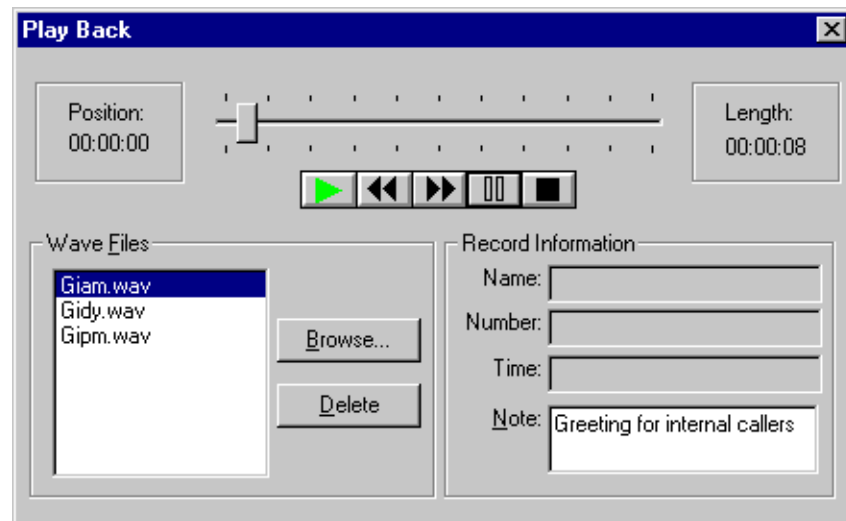 Play Back
Position:
00:00:00
Length:
00:00:08
Wave Files
Giam.wav
Gidy.wav
Gipm.wav
Browse...
Delete
Record Information
Name:
Number:
Time:
Note: Greeting for internal callers